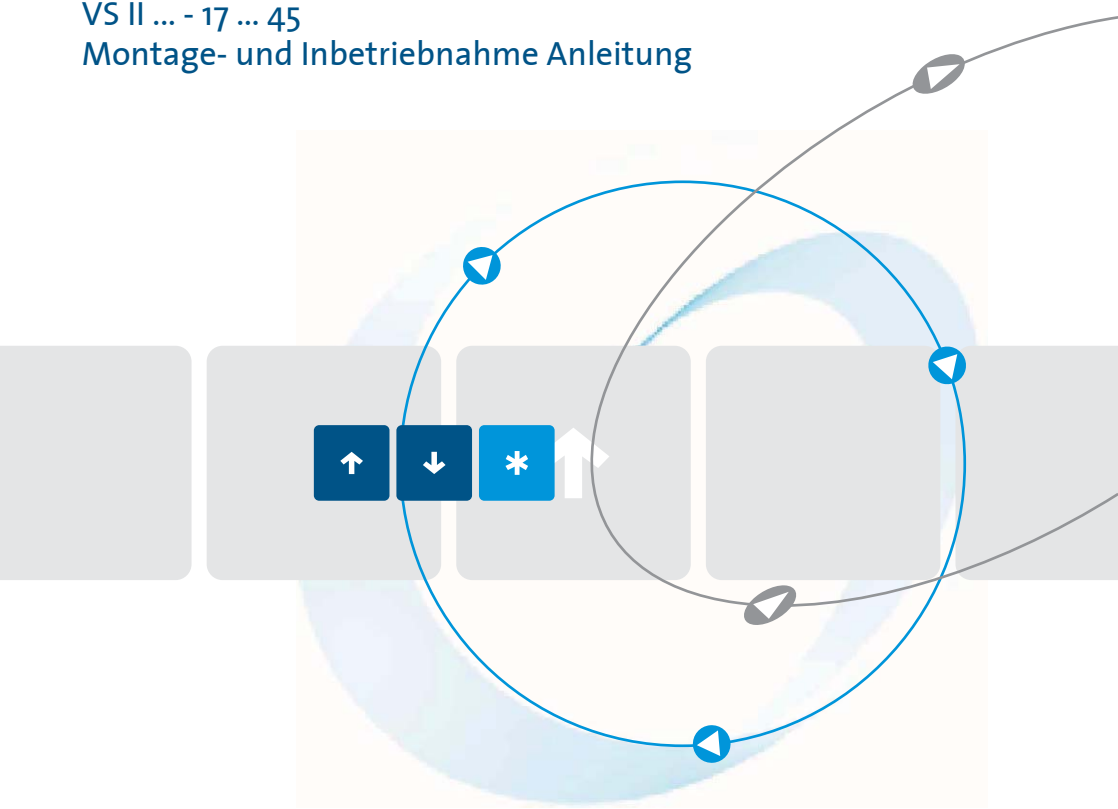 VS II ... - 17 ... 45
Montage- und Inbetriebnahme Anleitung